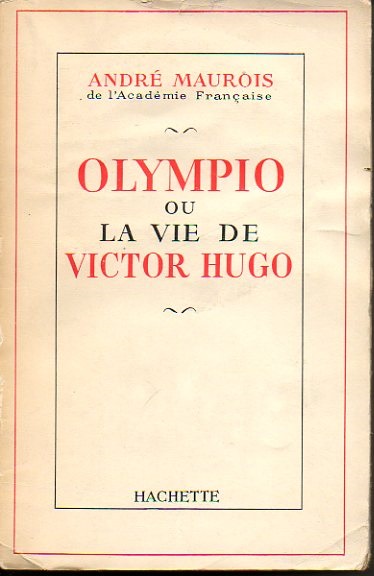 ANDRÉ MAUROIS
de l'Académie Française
OLYMPIO
OU
LA VIE DE
VICTOR HUGO
HACHETTE